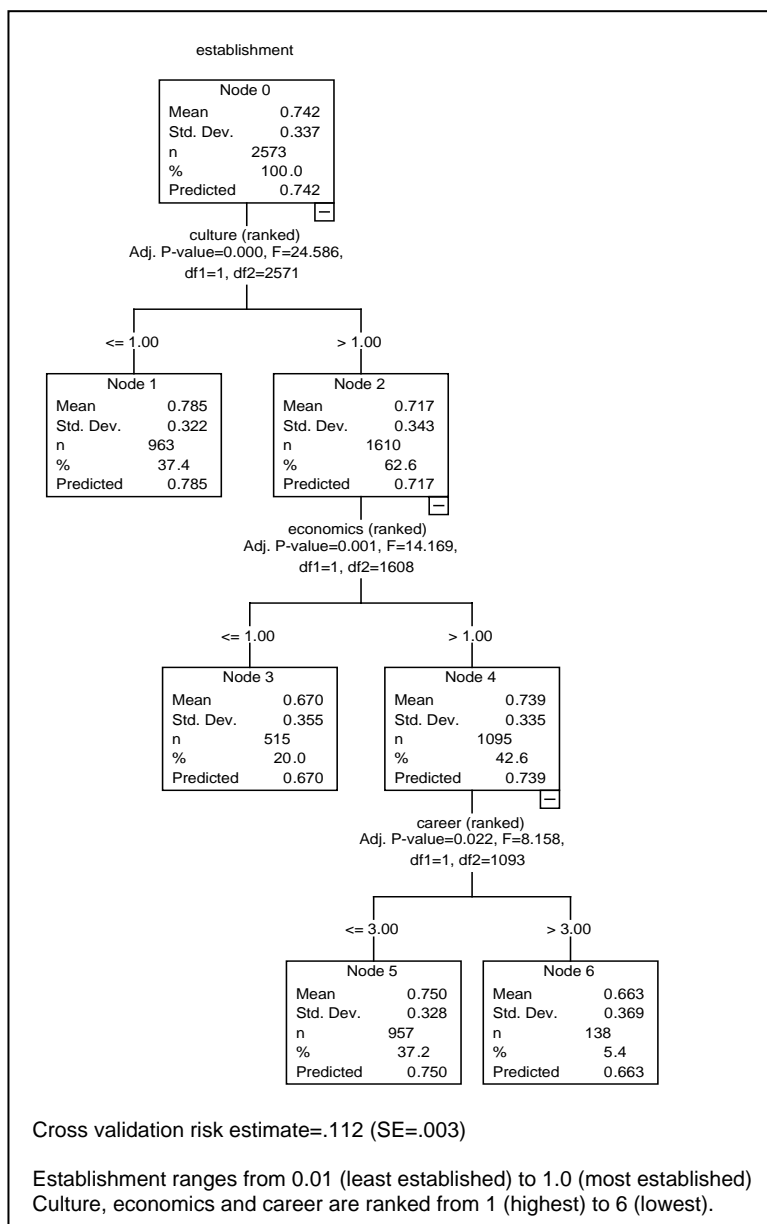 establishment
Node 0
Mean 0.742
Std. Dev. 0.337
n 2573
% 100.0
Predicted 0.742
culture (ranked)
Adj. P-value=0.000, F=24.586,
df1=1, df2=2571
<= 1.00 > 1.00
Node 1
Mean 0.785
Std. Dev. 0.322
n 963
% 37.4
Predicted 0.785
Node 2
Mean 0.717
Std. Dev. 0.343
n 1610
% 62.6
Predicted 0.717
economics (ranked)
Adj. P-value=0.001, F=14.169,
df1=1, df2=1608
<= 1.00 > 1.00
Node 3
Mean 0.670
Std. Dev. 0.355
n 515
% 20.0
Predicted 0.670
Node 4
Mean 0.739
Std. Dev. 0.335
n 1095
% 42.6
Predicted 0.739
career (ranked)
Adj. P-value=0.022, F=8.158,
df1=1, df2=1093
<= 3.00 > 3.00
Node 5
Mean 0.750
Std. Dev. 0.328
n 957
% 37.2
Predicted 0.750
Node 6
Mean 0.663
Std. Dev. 0.369
n 138
% 5.4
Predicted 0.663
Cross validation risk estimate=.112 (SE=.003)
Establishment ranges from 0.01 (least established) to 1.0 (most established)
Culture, economics and career are ranked from 1 (highest) to 6 (lowest).